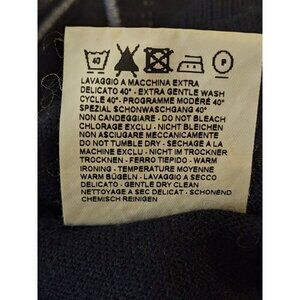 40 P
LAVAGGIO A MACCHINA EXTRA
DELICATO 40° - EXTRA GENTLE WASH
CYCLE 40° - PROGRAMME MODÉRÉ 40°
SPEZIAL SCHONWASCHGANG 40°
NON CANDEGGIARE - DO NOT BLEACH
CHLORAGE EXCLU - NICHT BLEICHEN
NON ASCIUGARE MECCANICAMENTE
DO NOT TUMBLE DRY - SECHAGE A LA
MACHINE EXCLU - NICHT IM TROCKNER
TROCKNEN - FERRO TIEPIDO - WARM
IRONING - TEMPERATURE MOYENNE
WARM BÜGELN - LAVAGGIO A SECCO
DELICATO - GENTLE DRY CLEAN
NETTOYAGE A SEC DELICAT - SCHONEND
CHEMISCH REINIGEN